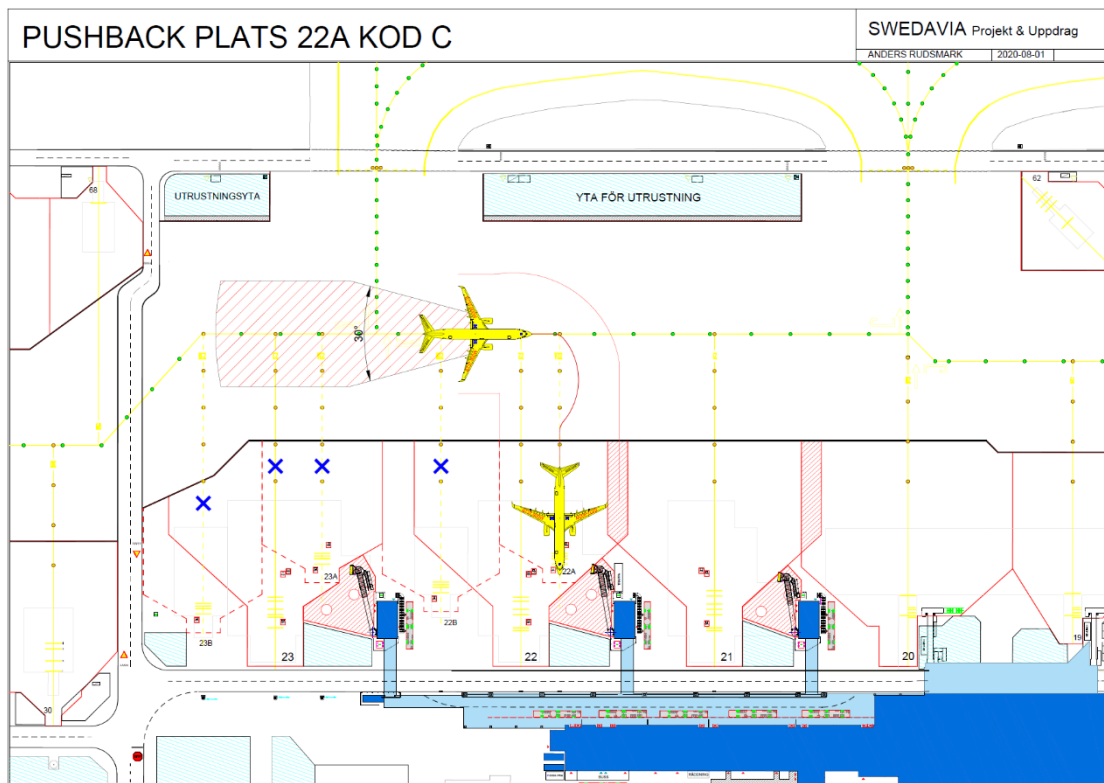 PUSHBACK PLATS 22A KOD C
SWEDAVIA Projekt & Uppdrag
ANDERS RUDSMARK
2020-08-01
68
UTRUSTNINGSYTA
YTA FÖR UTRUSTNING
62
30°
23A
22A
22B
23B
23
22
21
20
19
30